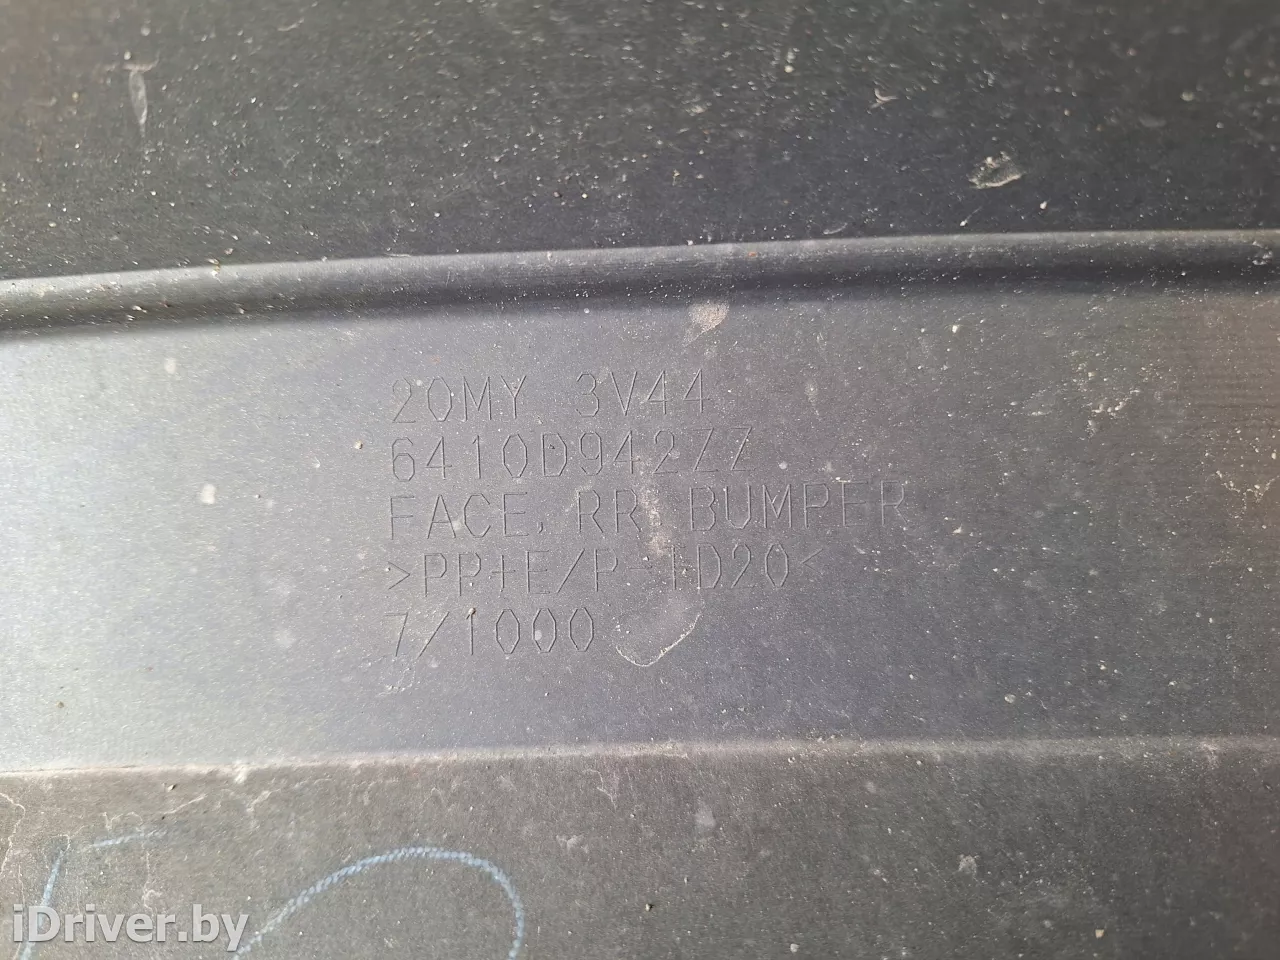 20MY 3V44
6410D942ZZ
FACE, RR BUMPER
>PP+E/P-TD20<
7/1000
iDriver.by